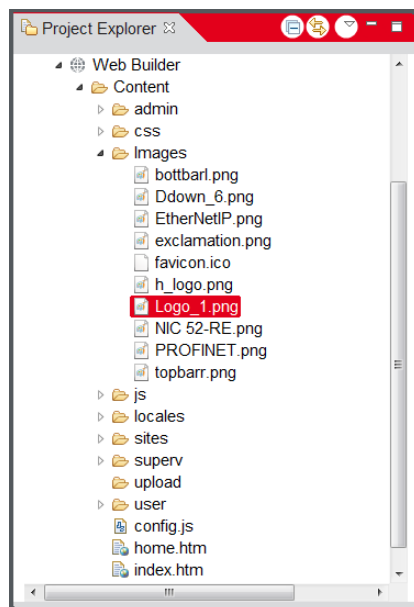 Project Explorer
Web Builder
Content
admin
css
Images
bottbarl.png
Ddown_6.png
EtherNetIP.png
exclamation.png
favicon.ico
h_logo.png
Logo_1.png
NIC 52-RE.png
PROFINET.png
topbarr.png
js
locales
sites
superv
upload
user
config.js
home.htm
index.htm